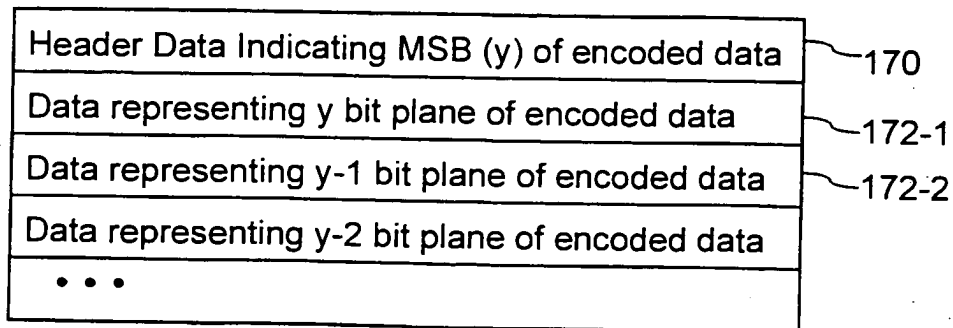 Header Data Indicating MSB (y) of encoded data 170
Data representing y bit plane of encoded data 172-1
Data representing y-1 bit plane of encoded data 172-2
Data representing y-2 bit plane of encoded data
• • •